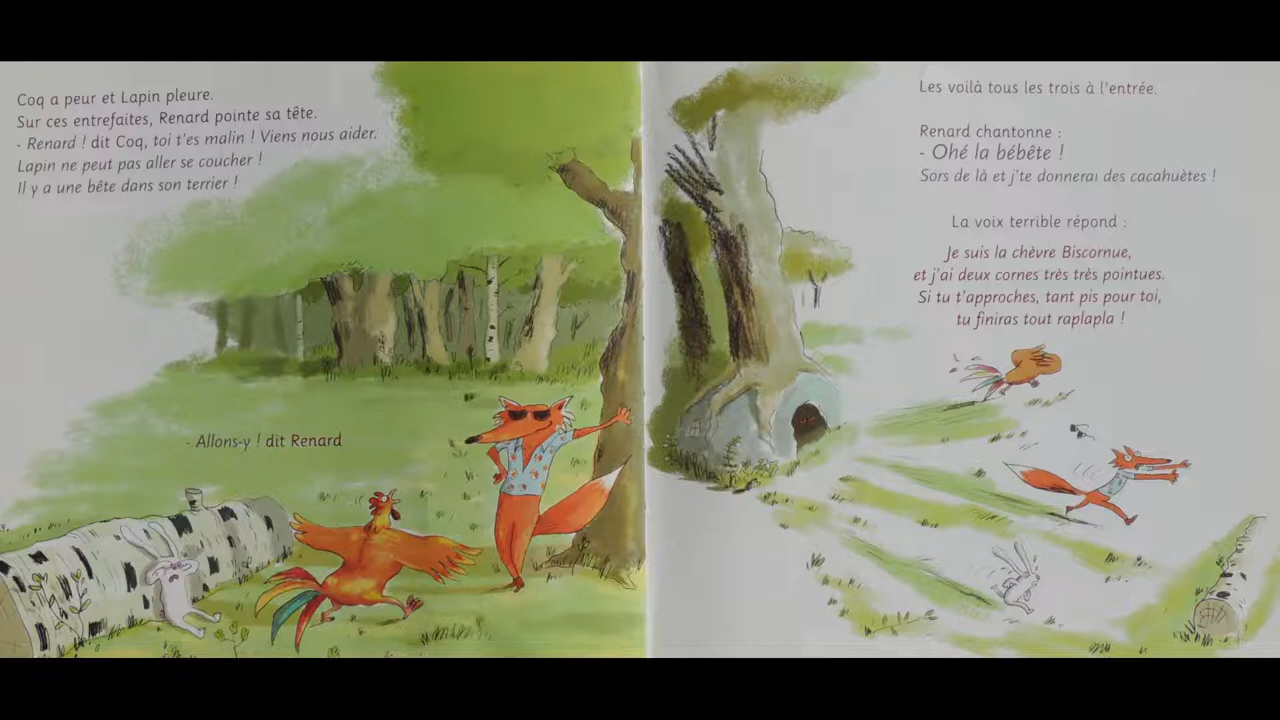 Coq a peur et Lapin pleure.
Sur ces entrefaites, Renard pointe sa tête.
- Renard ! dit Coq, toi t'es malin ! Viens nous aider.
Lapin ne peut pas aller se coucher !
Il y a une bête dans son terrier !
- Allons-y ! dit Renard
Les voilà tous les trois à l'entrée.
Renard chantonne :
- Ohé la bébête !
Sors de là et j'te donnerai des cacahuètes !
La voix terrible répond :
Je suis la chèvre Biscornue,
et j'ai deux cornes très très pointues.
Si tu t'approches, tant pis pour toi,
tu finiras tout raplapla !